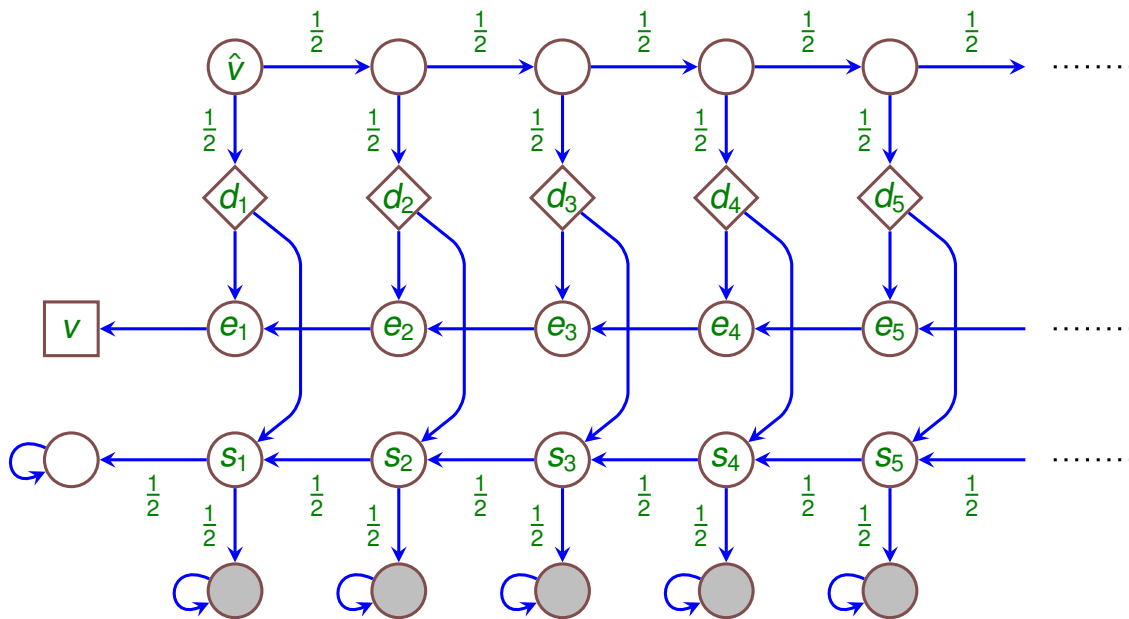 1/2 1/2 1/2 1/2 1/2
v̂
1/2 1/2 1/2 1/2 1/2
d₁ d₂ d₃ d₄ d₅
v e₁ e₂ e₃ e₄ e₅
s₁ s₂ s₃ s₄ s₅
1/2 1/2 1/2 1/2 1/2 1/2
1/2 1/2 1/2 1/2 1/2